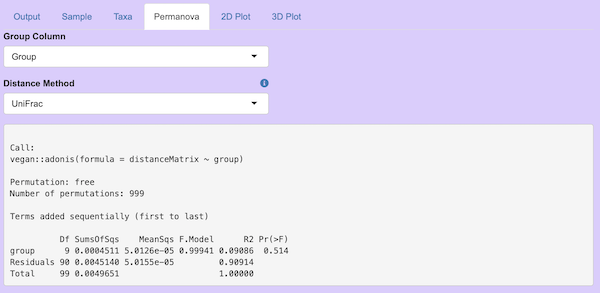 Output Sample Taxa Permanova 2D Plot 3D Plot
Group Column
Group
Distance Method
UniFrac
Call:
vegan::adonis(formula = distanceMatrix ~ group)
Permutation: free
Number of permutations: 999
Terms added sequentially (first to last)
Df SumsOfSqs MeanSqs F.Model R2 Pr(>F)
group 9 0.0004511 5.0126e-05 0.99941 0.09086 0.514
Residuals 90 0.0045140 5.0155e-05 0.90914
Total 99 0.0049651 1.00000